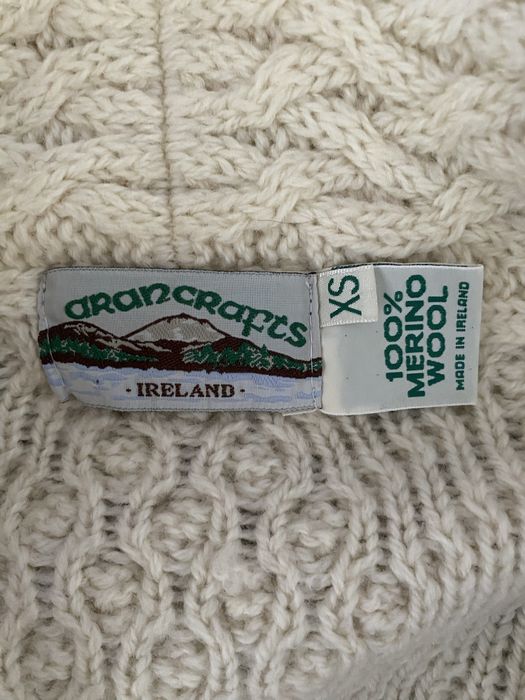 arancrafts
· IRELAND ·
XS
100%
MERINO
WOOL
MADE IN IRELAND